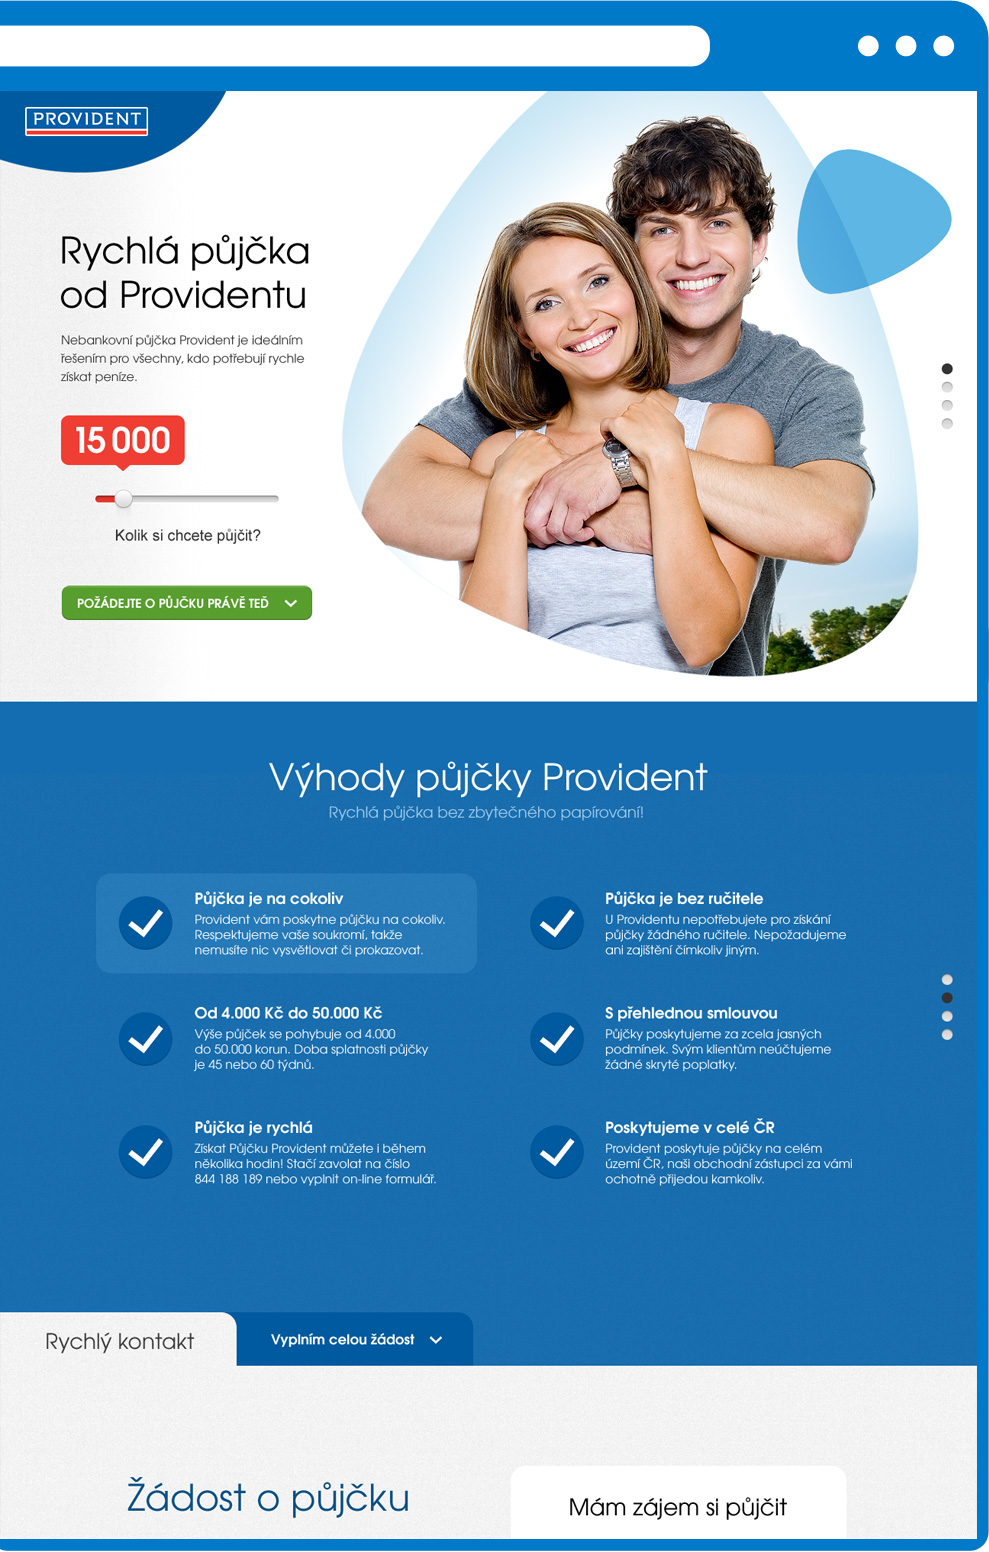 PROVIDENT
Rychlá půjčka
od Providentu
Nebankovní půjčka Provident je ideálním
řešením pro všechny, kdo potřebují rychle
získat peníze.
15 000
Kolik si chcete půjčit?
POŽÁDEJTE O PŮJČKU PRÁVĚ TEĎ
Výhody půjčky Provident
Rychlá půjčka bez zbytečného papírování!
Půjčka je na cokoliv
Provident vám poskytne půjčku na cokoliv.
Respektujeme vaše soukromí, takže
nemusíte nic vysvětlovat či prokazovat.
Půjčka je bez ručitele
U Providentu nepotřebujete pro získání
půjčky žádného ručitele. Nepožadujeme
ani zajištění čímkoliv jiným.
Od 4.000 Kč do 50.000 Kč
Výše půjček se pohybuje od 4.000
do 50.000 korun. Doba splatnosti půjčky
je 45 nebo 60 týdnů.
S přehlednou smlouvou
Půjčky poskytujeme za zcela jasných
podmínek. Svým klientům neúčtujeme
žádné skryté poplatky.
Půjčka je rychlá
Získat Půjčku Provident můžete i během
několika hodin! Stačí zavolat na číslo
844 188 189 nebo vyplnit on-line formulář.
Poskytujeme v celé ČR
Provident poskytuje půjčky na celém
území ČR, naši obchodní zástupci za vámi
ochotně přijedou kamkoliv.
Rychlý kontakt
Vyplním celou žádost
Žádost o půjčku
Mám zájem si půjčit